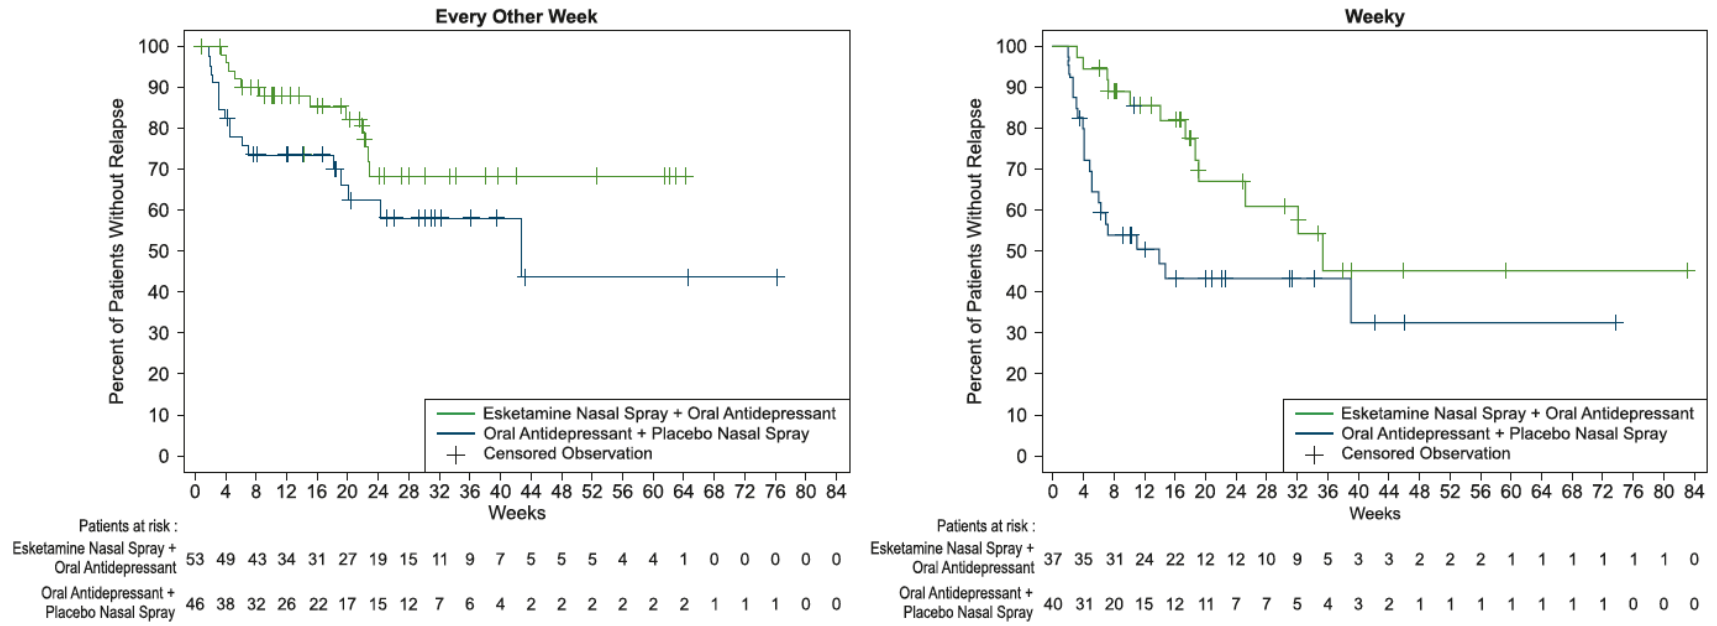 Every Other Week
Percent of Patients Without Relapse
100
90
80
70
60
50
40
30
20
10
0
Esketamine Nasal Spray + Oral Antidepressant
Oral Antidepressant + Placebo Nasal Spray
Censored Observation
0 4 8 12 16 20 24 28 32 36 40 44 48 52 56 60 64 68 72 76 80 84
Weeks
Patients at risk :
Esketamine Nasal Spray +
Oral Antidepressant
53 49 43 34 31 27 19 15 11 9 7 5 5 5 4 4 1 0 0 0 0 0
Oral Antidepressant +
Placebo Nasal Spray
46 38 32 26 22 17 15 12 7 6 4 2 2 2 2 2 2 1 1 1 0 0
Weeky
Percent of Patients Without Relapse
100
90
80
70
60
50
40
30
20
10
0
Esketamine Nasal Spray + Oral Antidepressant
Oral Antidepressant + Placebo Nasal Spray
Censored Observation
0 4 8 12 16 20 24 28 32 36 40 44 48 52 56 60 64 68 72 76 80 84
Weeks
Patients at risk :
Esketamine Nasal Spray +
Oral Antidepressant
37 35 31 24 22 12 12 10 9 5 3 3 2 2 2 1 1 1 1 1 1 0
Oral Antidepressant +
Placebo Nasal Spray
40 31 20 15 12 11 7 7 5 4 3 2 1 1 1 1 1 1 1 0 0 0